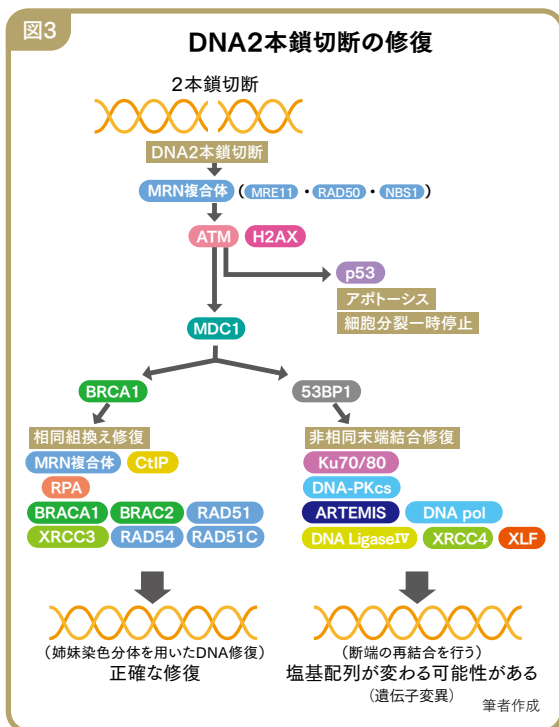 図3
DNA2本鎖切断の修復
2本鎖切断
DNA2本鎖切断
MRN複合体 (MRE11・RAD50・NBS1)
ATM H2AX
p53
アポトーシス
細胞分裂一時停止
MDC1
BRCA1
53BP1
相同組換え修復
MRN複合体 CtIP
RPA
BRACA1 BRAC2 RAD51
XRCC3 RAD54 RAD51C
(姉妹染色分体を用いたDNA修復)
正確な修復
非相同末端結合修復
Ku70/80
DNA-PKcs
ARTEMIS DNA pol
DNA LigaseⅣ XRCC4 XLF
(断端の再結合を行う)
塩基配列が変わる可能性がある
(遺伝子変異)
筆者作成